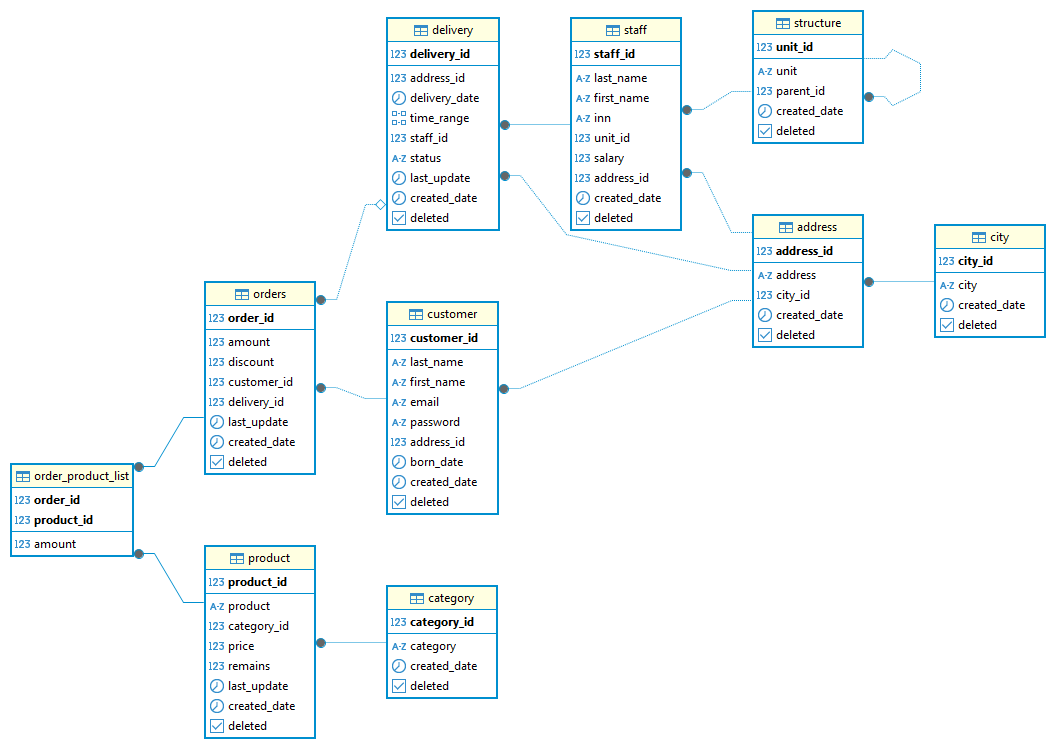 delivery
123 delivery_id
123 address_id
delivery_date
time_range
123 staff_id
A-Z status
last_update
created_date
deleted
staff
123 staff_id
A-Z last_name
A-Z first_name
A-Z inn
123 unit_id
123 salary
123 address_id
created_date
deleted
structure
123 unit_id
A-Z unit
123 parent_id
created_date
deleted
address
123 address_id
A-Z address
123 city_id
created_date
deleted
city
123 city_id
A-Z city
created_date
deleted
orders
123 order_id
123 amount
123 discount
123 customer_id
123 delivery_id
last_update
created_date
deleted
customer
123 customer_id
A-Z last_name
A-Z first_name
A-Z email
A-Z password
123 address_id
born_date
created_date
deleted
order_product_list
123 order_id
123 product_id
123 amount
product
123 product_id
A-Z product
123 category_id
123 price
123 remains
last_update
created_date
deleted
category
123 category_id
A-Z category
created_date
deleted